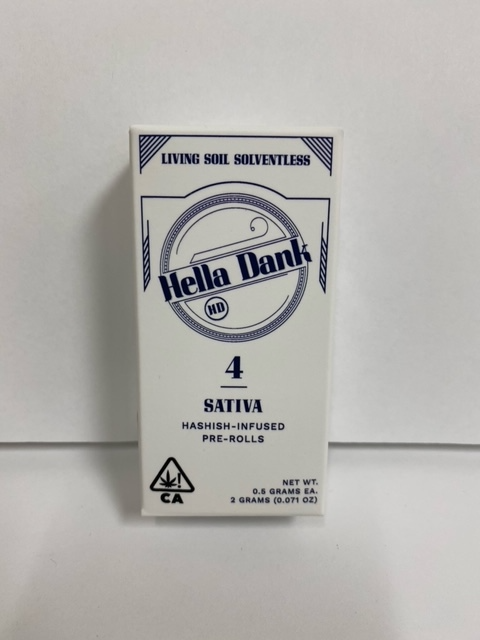 LIVING SOIL SOLVENTLESS
Hella Dank
HD
4
SATIVA
HASHISH-INFUSED
PRE-ROLLS
CA
NET WT.
0.5 GRAMS EA.
2 GRAMS (0.071 OZ)